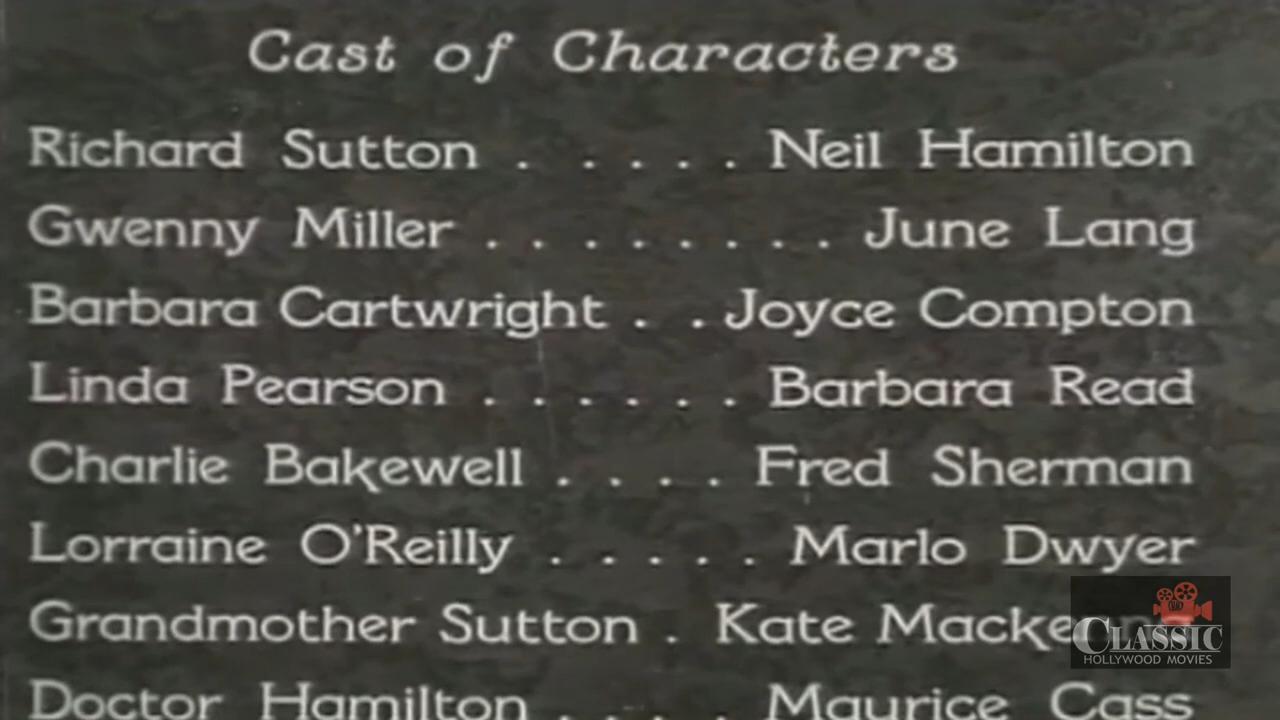 Cast of Characters
Richard Sutton . . . . . Neil Hamilton
Gwenny Miller . . . . . . . . June Lang
Barbara Cartwright . . Joyce Compton
Linda Pearson . . . . . . Barbara Read
Charlie Bakewell . . . . Fred Sherman
Lorraine O'Reilly . . . . . Marlo Dwyer
Grandmother Sutton . Kate
Doctor Hamilton . . . . Maurice Cass
CLASSIC
HOLLYWOOD MOVIES